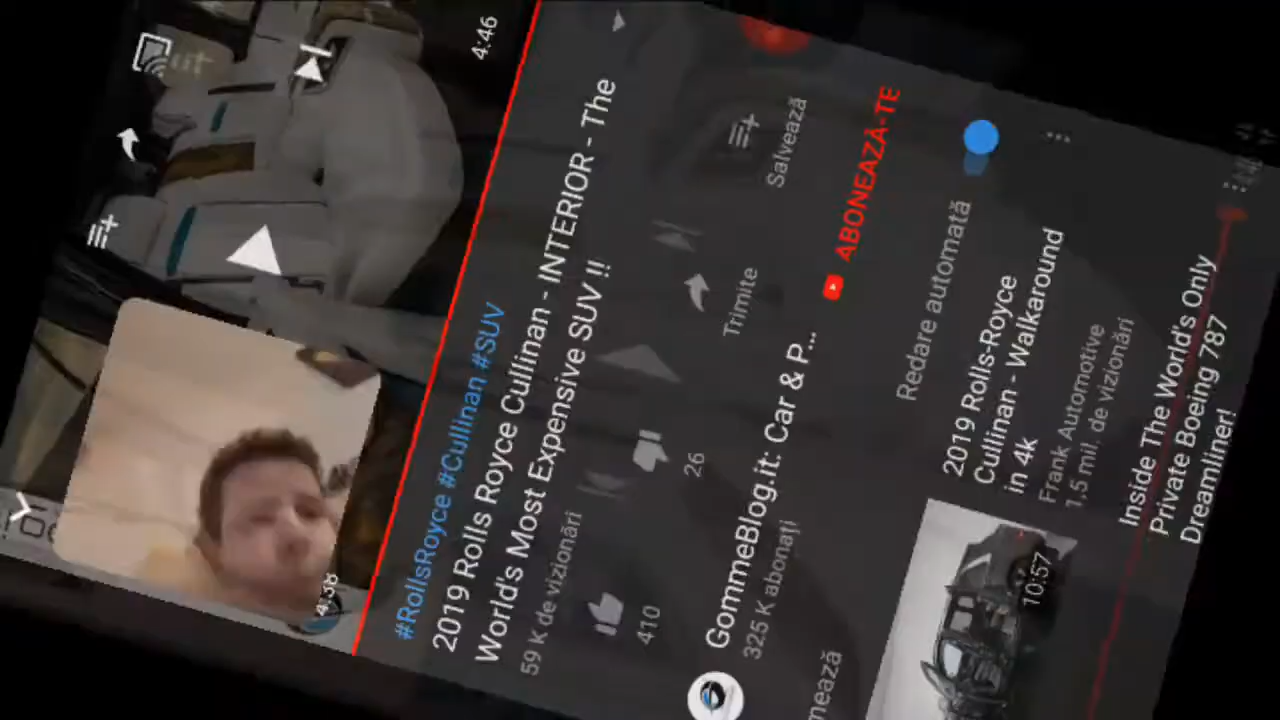 4:46
4:38
#RollsRoyce #Cullinan #SUV
2019 Rolls Royce Cullinan - INTERIOR - The
World's Most Expensive SUV !!
59 K de vizionări
410
26
Trimite
Salvează
GommeBlog.it: Car & P...
325 K abonați
ABONEAZĂ-TE
Redare automată
10:57
2019 Rolls-Royce
Cullinan - Walkaround
in 4k
Frank Automotive
1,5 mil. de vizionări
Inside The World's Only
Private Boeing 787
Dreamliner!